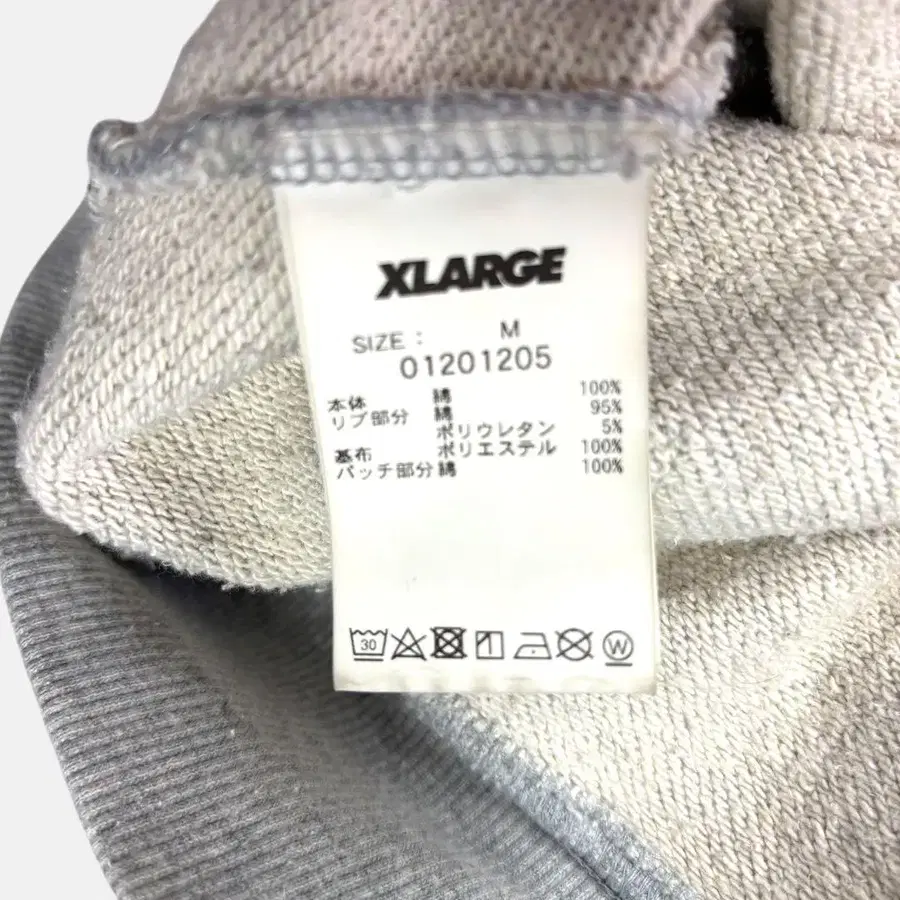 XLARGE
SIZE : M
01201205
本体 綿 100%
リブ部分 綿 95%
ポリウレタン 5%
基布 ポリエステル 100%
パッチ部分 綿 100%
30
W